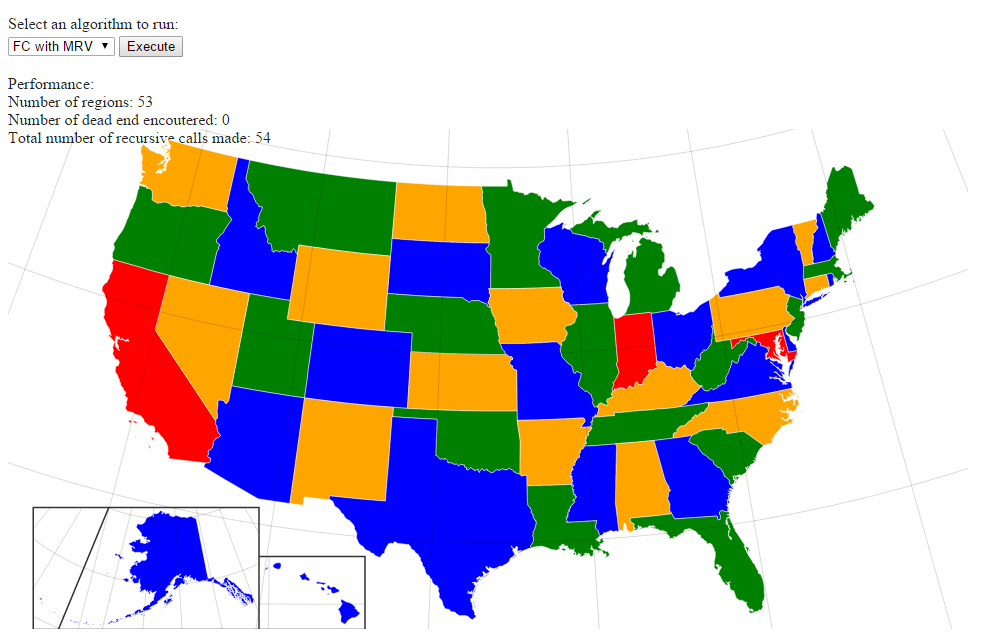 Select an algorithm to run:
FC with MRV Execute
Performance:
Number of regions: 53
Number of dead end encoutered: 0
Total number of recursive calls made: 54